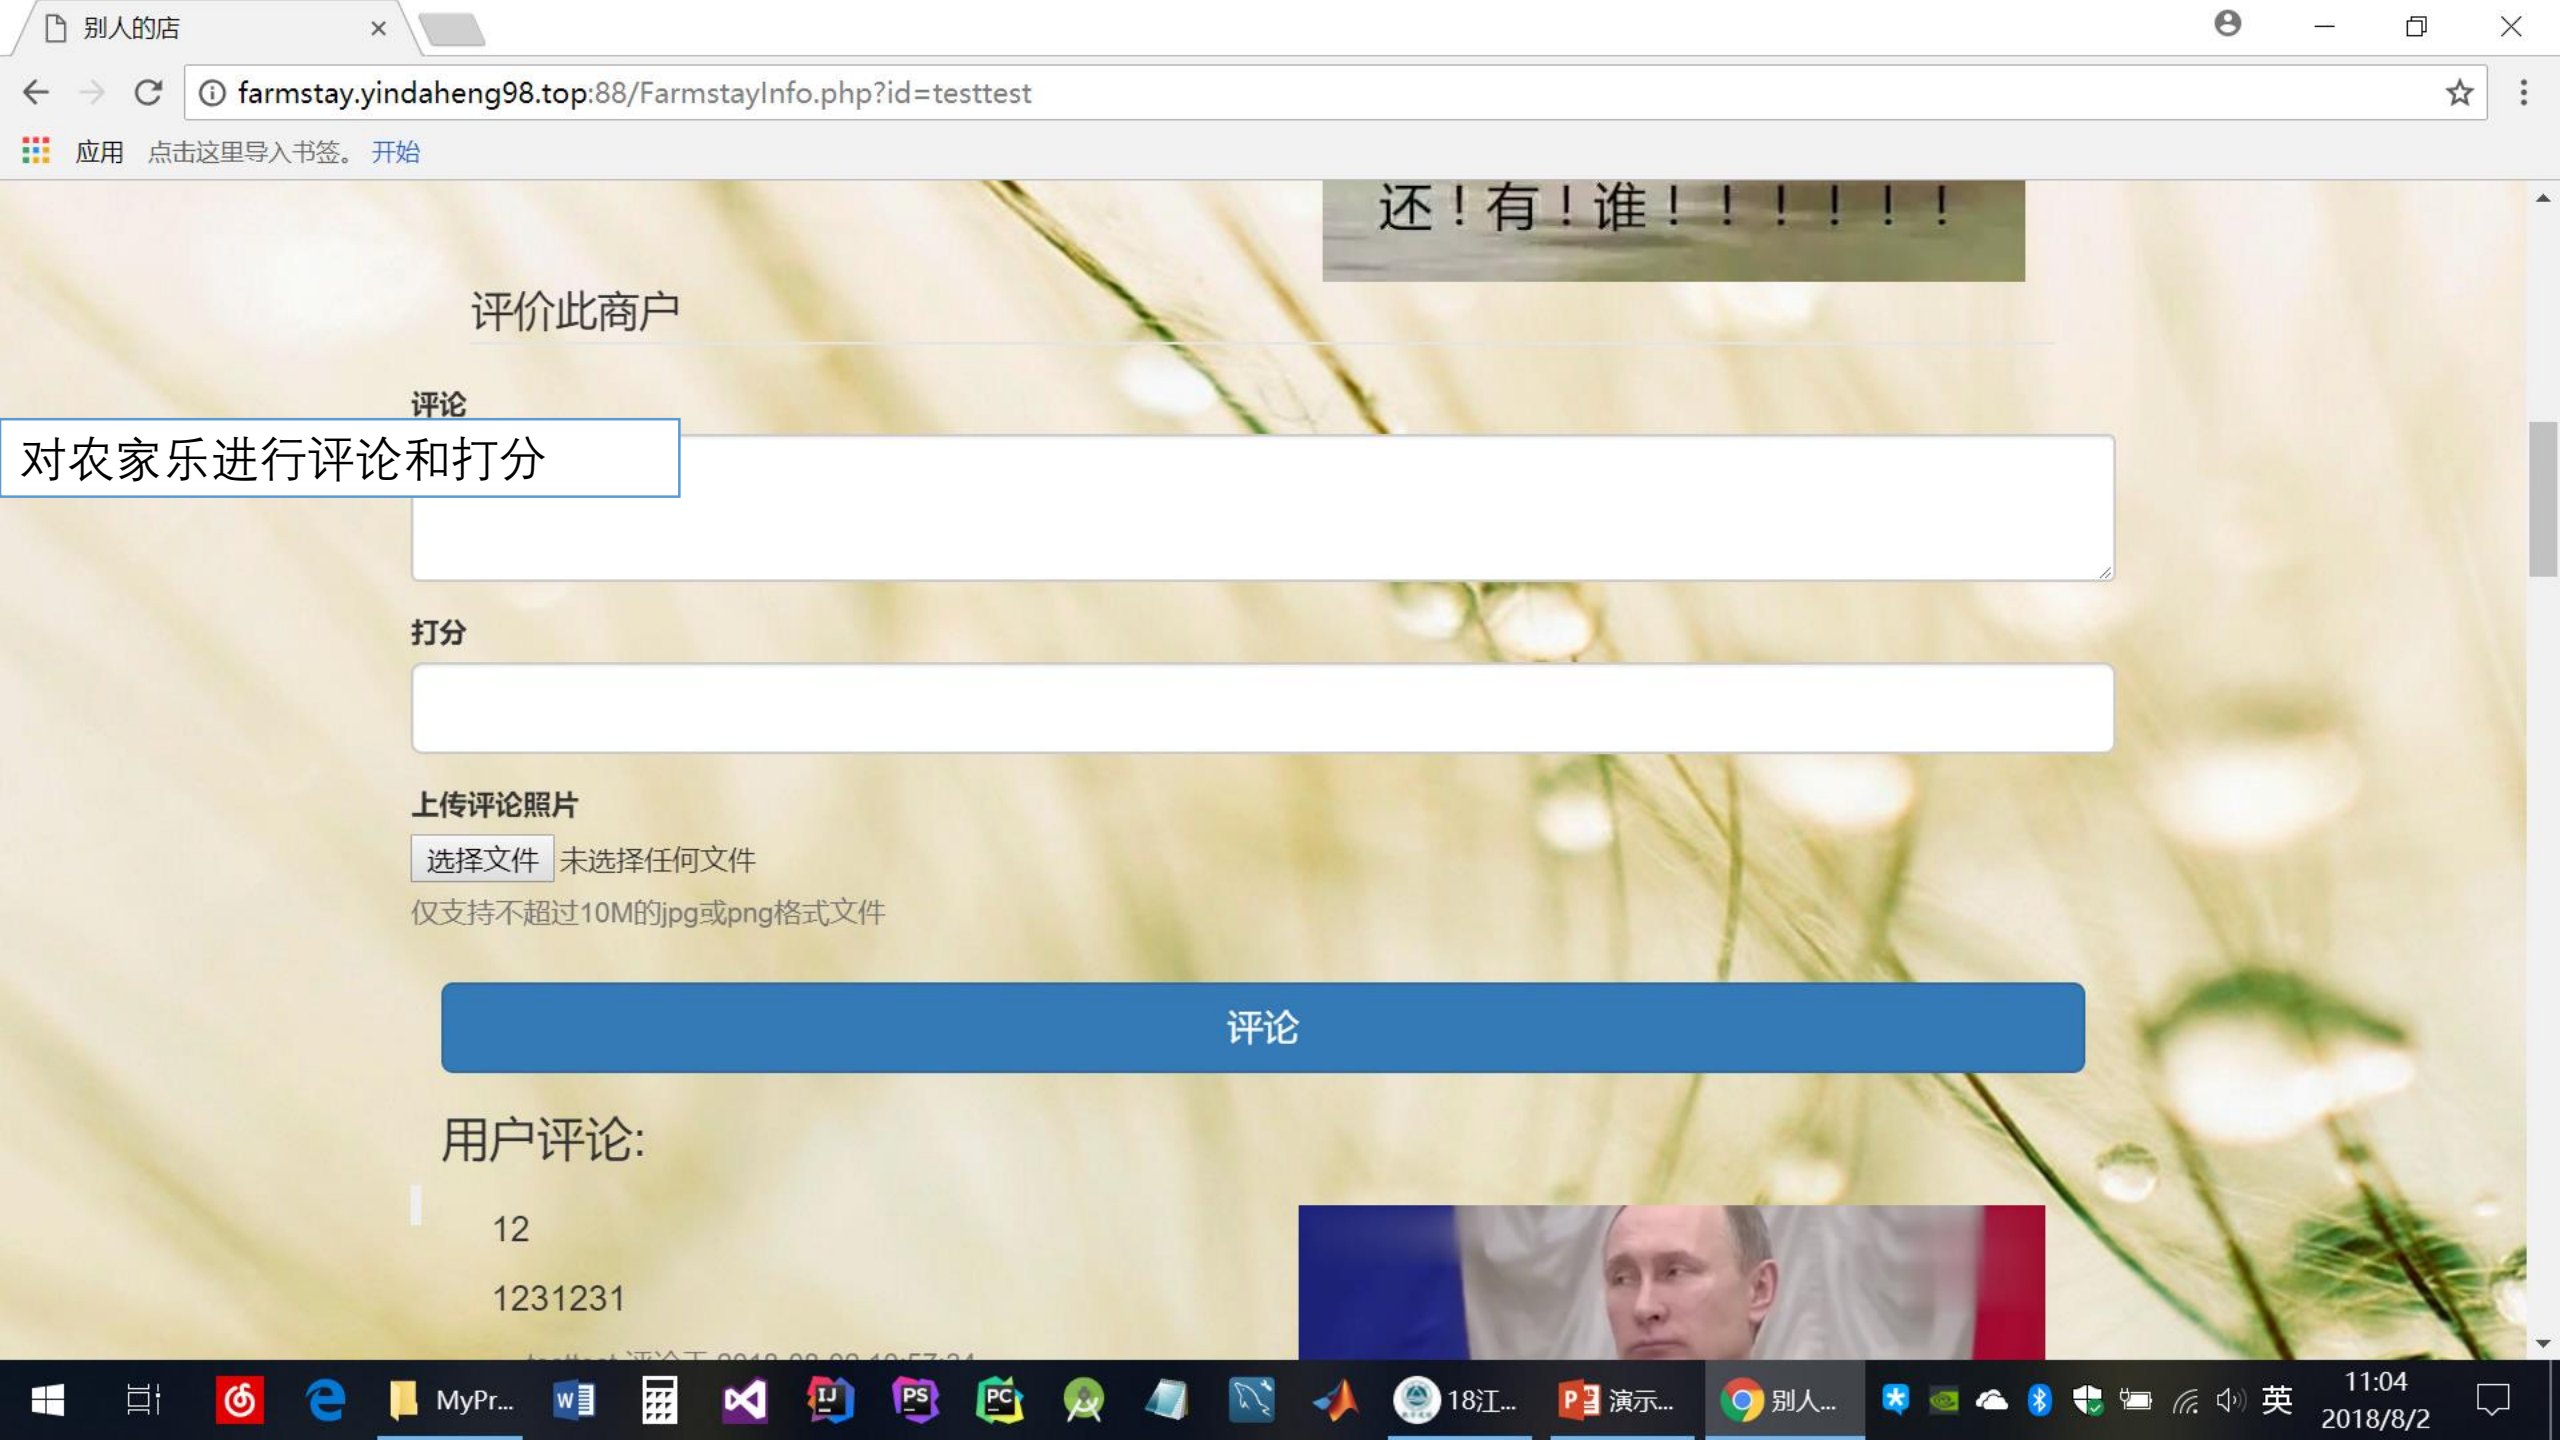 别人的店
farmstay.yindaheng98.top:88/FarmstayInfo.php?id=testtest
应用 点击这里导入书签。 开始
还！有！谁！！！！！！
评价此商户
评论
对农家乐进行评论和打分
打分
上传评论照片
选择文件 未选择任何文件
仅支持不超过10M的jpg或png格式文件
评论
用户评论:
12
1231231
MyPr... 18江... 演示... 别人... 英 11:04
2018/8/2